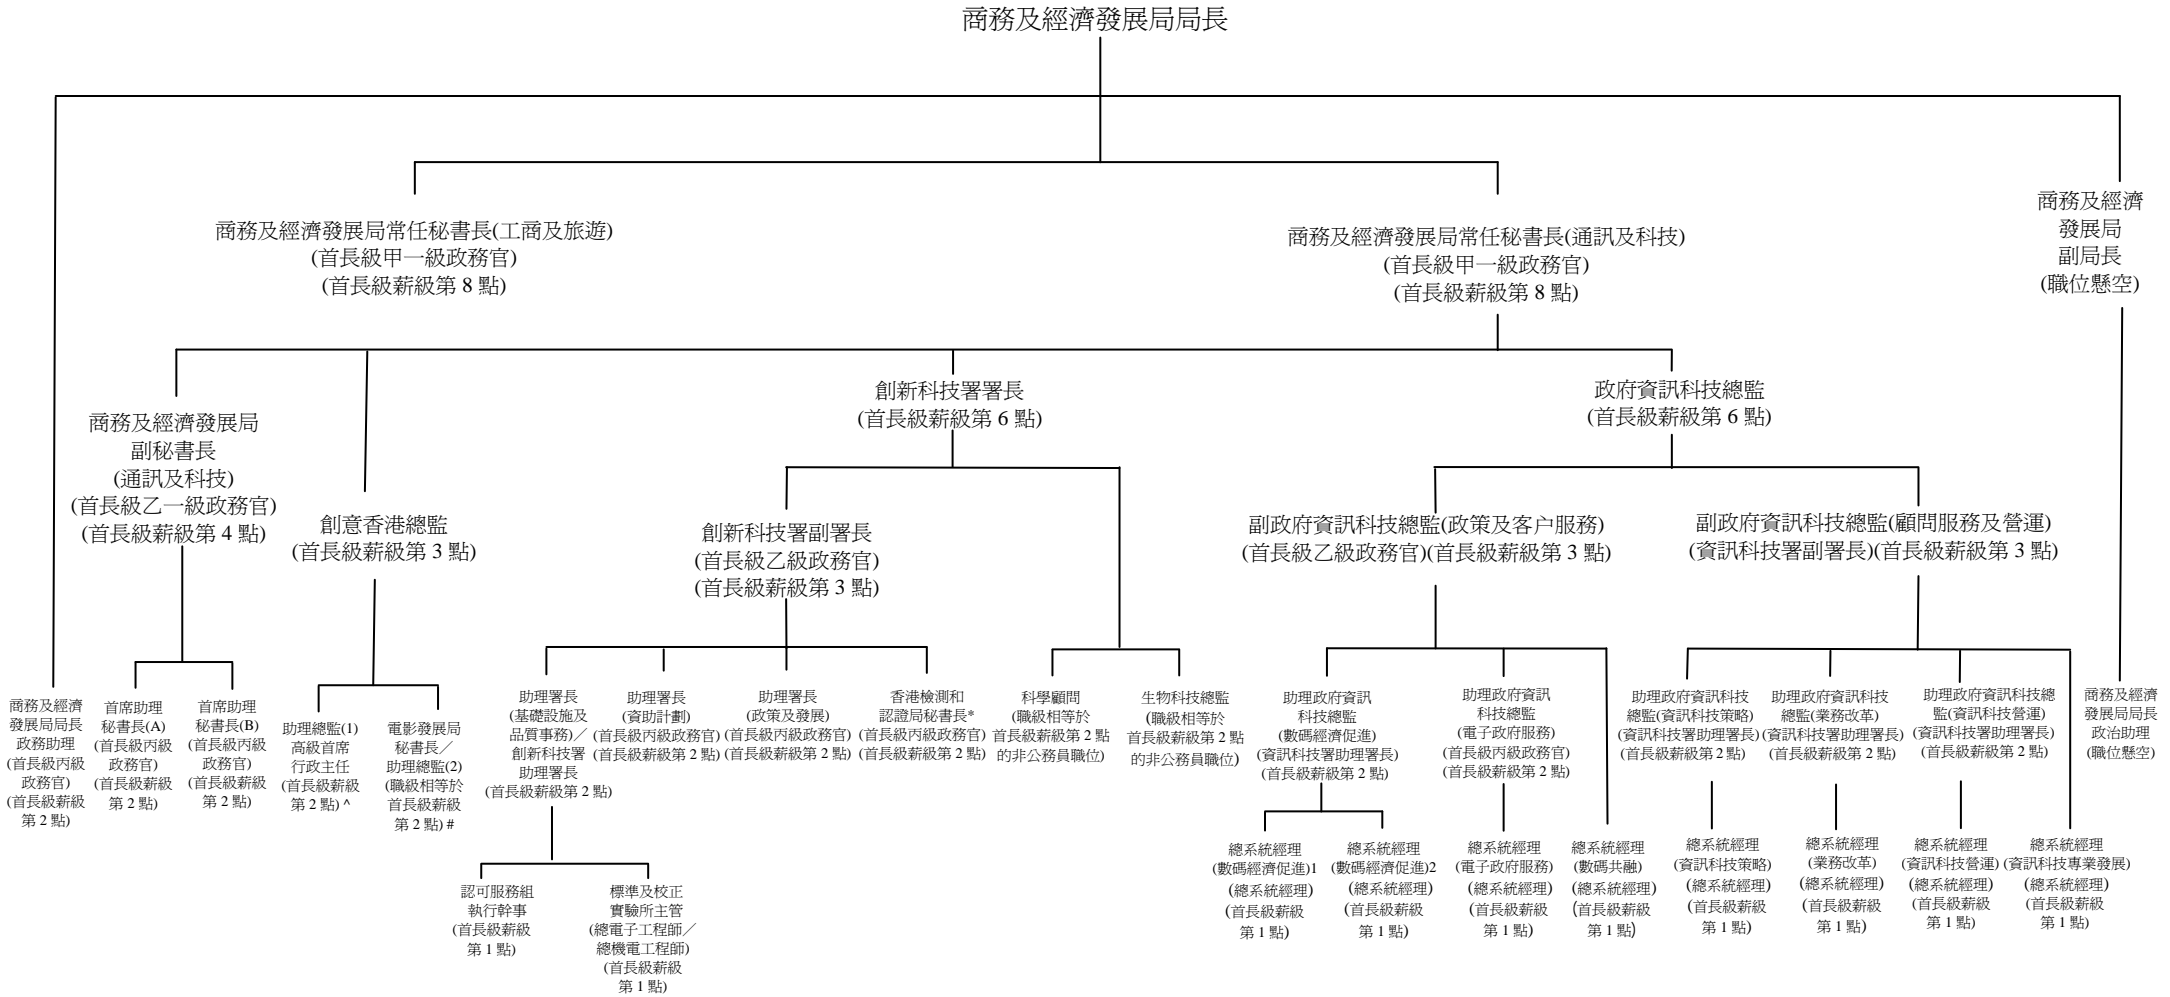 商務及經濟發展局局長
商務及經濟發展局常任秘書長(工商及旅遊)
(首長級甲一級政務官)
(首長級薪級第 8 點)
商務及經濟發展局常任秘書長(通訊及科技)
(首長級甲一級政務官)
(首長級薪級第 8 點)
商務及經濟
發展局
副局長
(職位懸空)
商務及經濟發展局
副秘書長
(通訊及科技)
(首長級乙一級政務官)
(首長級薪級第 4 點)
創意香港總監
(首長級薪級第 3 點)
創新科技署署長
(首長級薪級第 6 點)
政府資訊科技總監
(首長級薪級第 6 點)
創新科技署副署長
(首長級乙級政務官)
(首長級薪級第 3 點)
副政府資訊科技總監(政策及客户服務)
(首長級乙級政務官)(首長級薪級第 3 點)
副政府資訊科技總監(顧問服務及營運)
(資訊科技署副署長)(首長級薪級第 3 點)
商務及經濟
發展局局長
政務助理
(首長級丙級
政務官)
(首長級薪級
第 2 點)
首席助理
秘書長(A)
(首長級丙級
政務官)
(首長級薪級
第 2 點)
首席助理
秘書長(B)
(首長級丙級
政務官)
(首長級薪級
第 2 點)
助理總監(1)
高級首席
行政主任
(首長級薪級
第 2 點) ^
電影發展局
秘書長／
助理總監(2)
(職級相等於
首長級薪級
第 2 點) #
助理署長
(基礎設施及
品質事務)／
創新科技署
助理署長
(首長級薪級第 2 點)
助理署長
(資助計劃)
(首長級丙級政務官)
(首長級薪級第 2 點)
助理署長
(政策及發展)
(首長級丙級政務官)
(首長級薪級第 2 點)
香港檢測和
認證局秘書長*
(首長級丙級政務官)
(首長級薪級第 2 點)
科學顧問
(職級相等於
首長級薪級第 2 點
的非公務員職位)
生物科技總監
(職級相等於
首長級薪級第 2 點
的非公務員職位)
助理政府資訊
科技總監
(數碼經濟促進)
(資訊科技署助理署長)
(首長級薪級第 2 點)
助理政府資訊
科技總監
(電子政府服務)
(首長級丙級政務官)
(首長級薪級第 2 點)
助理政府資訊科技
總監(資訊科技策略)
(資訊科技署助理署長)
(首長級薪級第 2 點)
助理政府資訊科技
總監(業務改革)
(資訊科技署助理署長)
(首長級薪級第 2 點)
助理政府資訊科技總
監(資訊科技營運)
(資訊科技署助理署長)
(首長級薪級第 2 點)
商務及經濟
發展局局長
政治助理
(職位懸空)
認可服務組
執行幹事
(首長級薪級
第 1 點)
標準及校正
實驗所主管
(總電子工程師／
總機電工程師)
(首長級薪級
第 1 點)
總系統經理
(數碼經濟促進)1
(總系統經理)
(首長級薪級
第 1 點)
總系統經理
(數碼經濟促進)2
(總系統經理)
(首長級薪級
第 1 點)
總系統經理
(電子政府服務)
(總系統經理)
(首長級薪級
第 1 點)
總系統經理
(數碼共融)
(總系統經理)
(首長級薪級
第 1 點)
總系統經理
(資訊科技策略)
(總系統經理)
(首長級薪級
第 1 點)
總系統經理
(業務改革)
(總系統經理)
(首長級薪級
第 1 點)
總系統經理
(資訊科技營運)
(總系統經理)
(首長級薪級
第 1 點)
總系統經理
(資訊科技專業發展)
(總系統經理)
(首長級薪級
第 1 點)